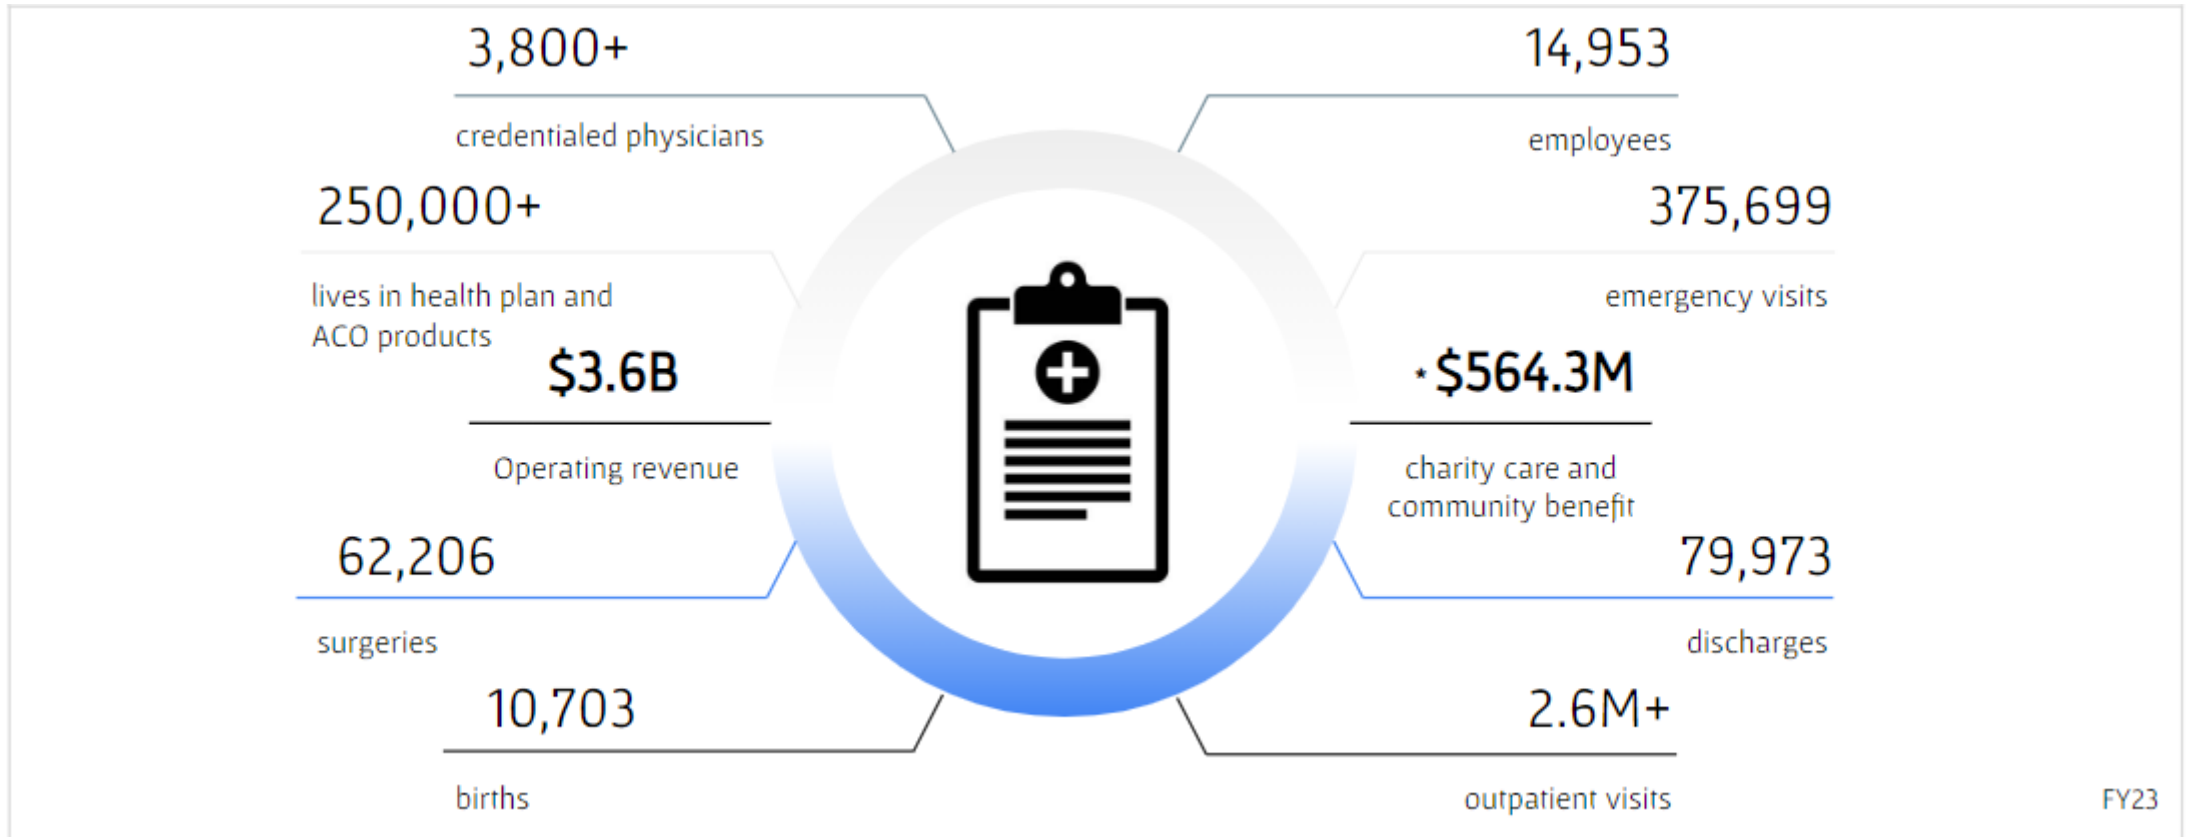 3,800+
credentialed physicians
14,953
employees
250,000+
lives in health plan and
ACO products
375,699
emergency visits
$3.6B
Operating revenue
*$564.3M
charity care and
community benefit
62,206
surgeries
79,973
discharges
10,703
births
2.6M+
outpatient visits
FY23